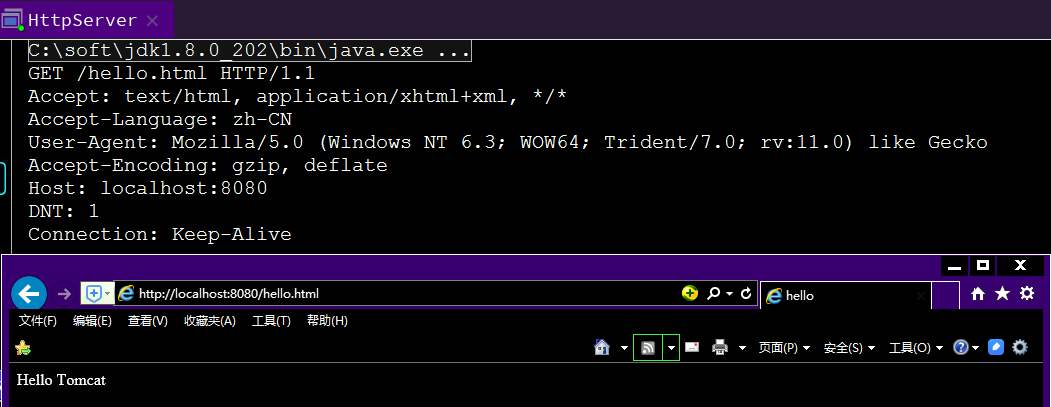 HttpServer
C:\soft\jdk1.8.0_202\bin\java.exe ...
GET /hello.html HTTP/1.1
Accept: text/html, application/xhtml+xml, */*
Accept-Language: zh-CN
User-Agent: Mozilla/5.0 (Windows NT 6.3; WOW64; Trident/7.0; rv:11.0) like Gecko
Accept-Encoding: gzip, deflate
Host: localhost:8080
DNT: 1
Connection: Keep-Alive
http://localhost:8080/hello.html hello
文件(F) 编辑(E) 查看(V) 收藏夹(A) 工具(T) 帮助(H)
页面(P) 安全(S) 工具(O)
Hello Tomcat